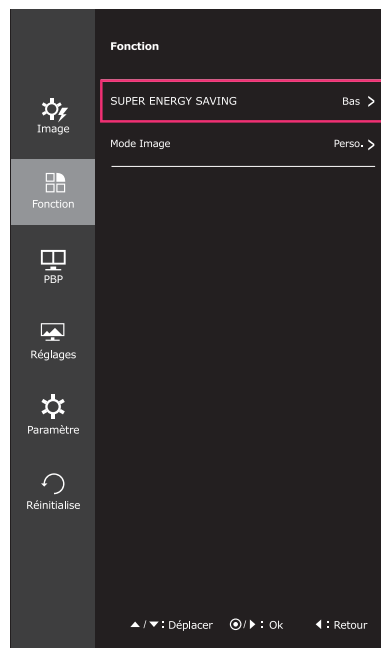 Fonction
SUPER ENERGY SAVING Bas >
Mode Image Perso. >
Image
Fonction
PBP
Réglages
Paramètre
Réinitialise
▲ / ▼ : Déplacer ◉ / ▶ : Ok ◀ : Retour